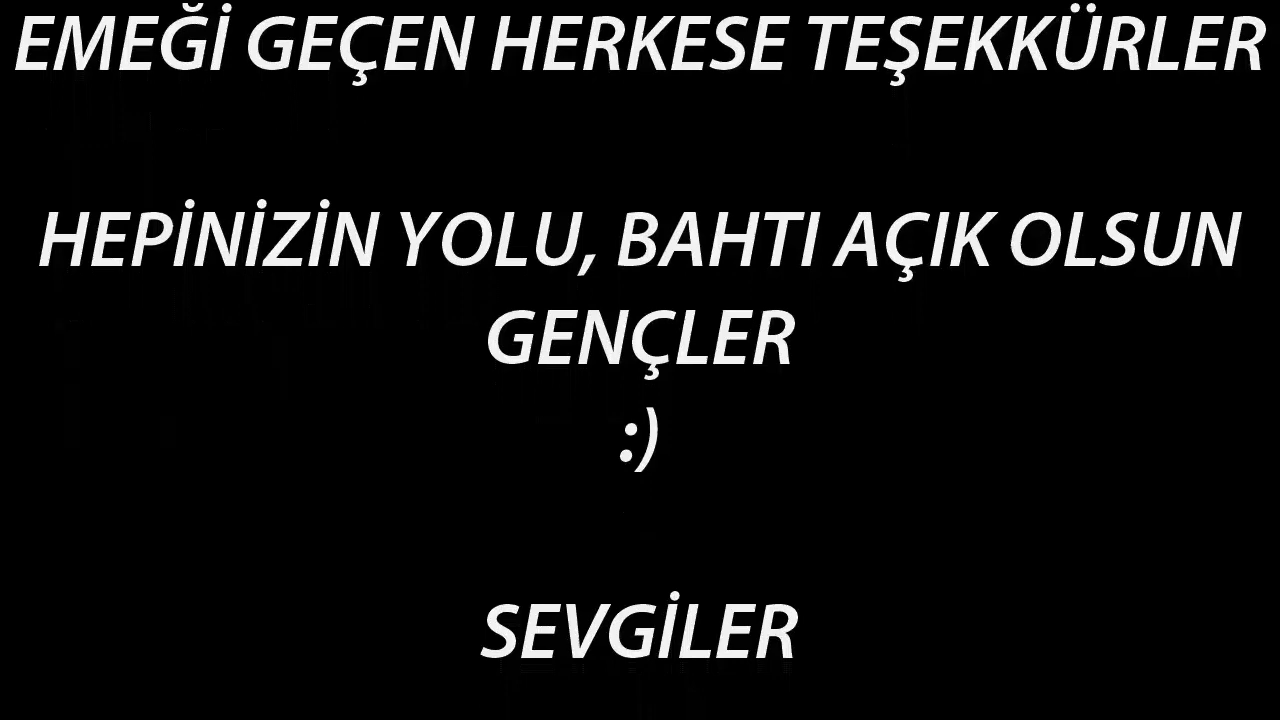 EMEĞİ GEÇEN HERKESE TEŞEKKÜRLER
HEPİNİZİN YOLU, BAHTI AÇIK OLSUN
GENÇLER
:)
SEVGİLER